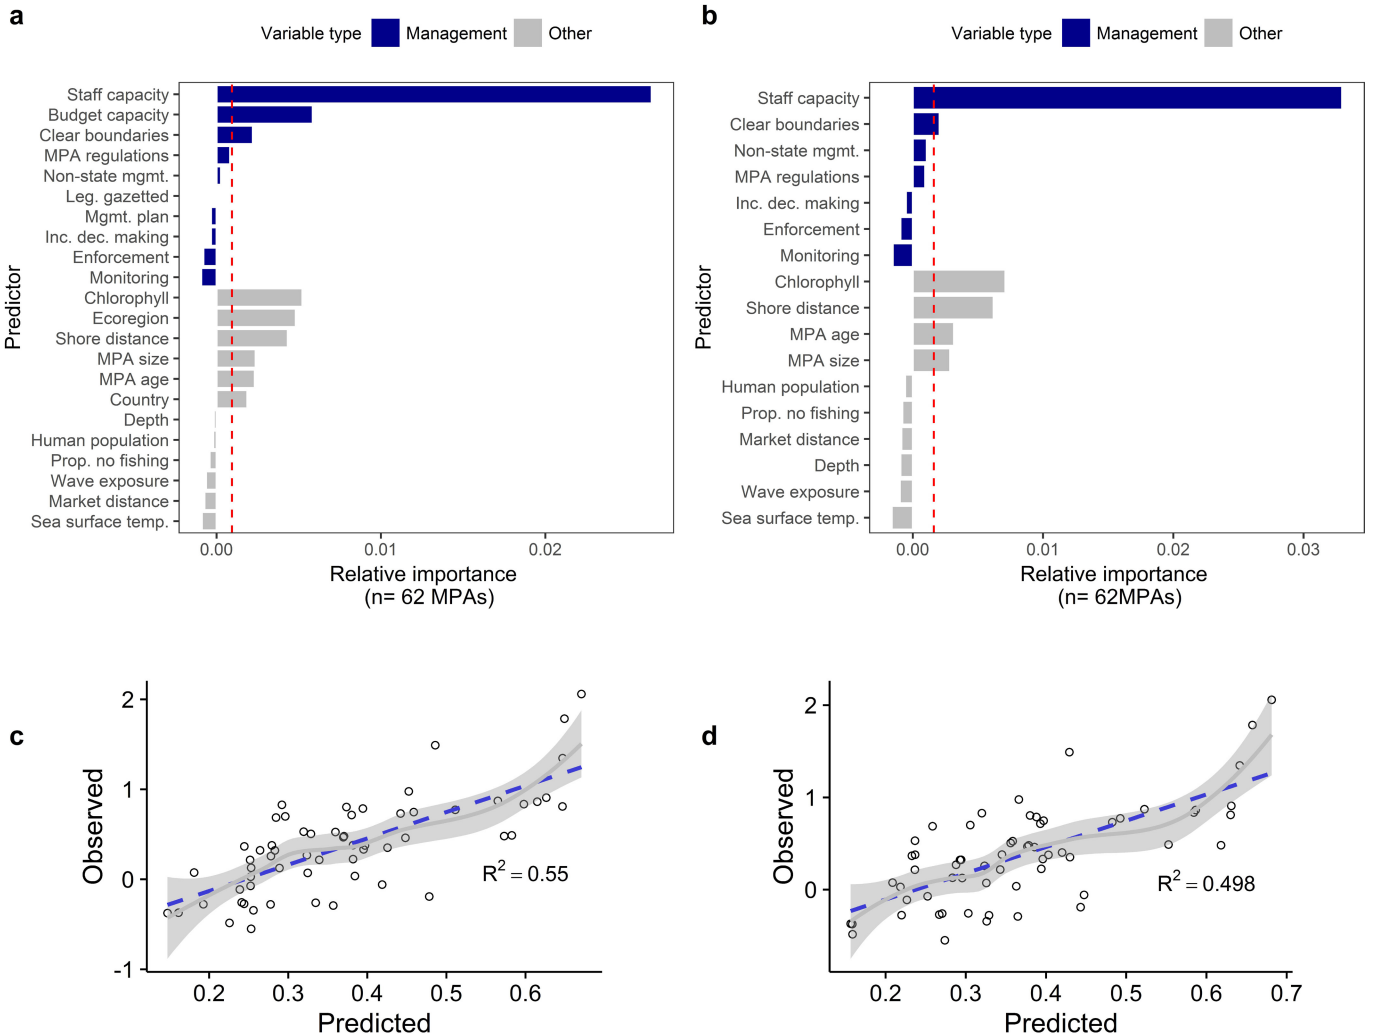 a
Variable type Management Other
Staff capacity
Budget capacity
Clear boundaries
MPA regulations
Non-state mgmt.
Leg. gazetted
Mgmt. plan
Inc. dec. making
Enforcement
Monitoring
Chlorophyll
Ecoregion
Shore distance
MPA size
MPA age
Country
Depth
Human population
Prop. no fishing
Wave exposure
Market distance
Sea surface temp.
Predictor
0.00 0.01 0.02
Relative importance
(n= 62 MPAs)
b
Variable type Management Other
Staff capacity
Clear boundaries
Non-state mgmt.
MPA regulations
Inc. dec. making
Enforcement
Monitoring
Chlorophyll
Shore distance
MPA age
MPA size
Human population
Prop. no fishing
Market distance
Depth
Wave exposure
Sea surface temp.
Predictor
0.00 0.01 0.02 0.03
Relative importance
(n= 62MPAs)
c
Observed
2
1
0
-1
R² = 0.55
0.2 0.3 0.4 0.5 0.6
Predicted
d
Observed
2
1
0
R² = 0.498
0.2 0.3 0.4 0.5 0.6 0.7
Predicted